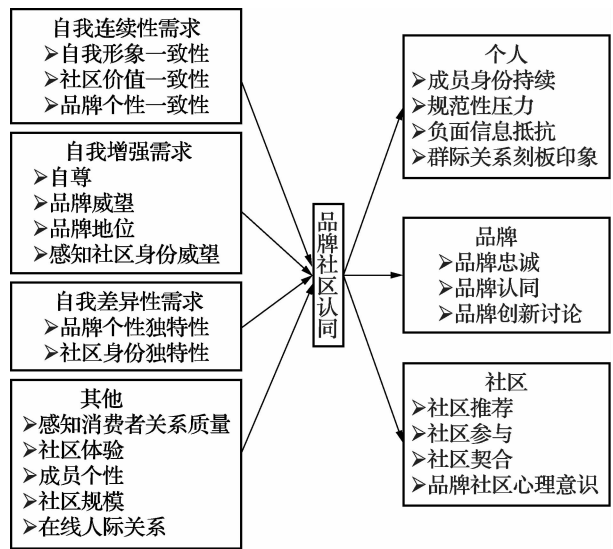 自我连续性需求
➢自我形象一致性
➢社区价值一致性
➢品牌个性一致性
自我增强需求
➢自尊
➢品牌威望
➢品牌地位
➢感知社区身份威望
自我差异性需求
➢品牌个性独特性
➢社区身份独特性
其他
➢感知消费者关系质量
➢社区体验
➢成员个性
➢社区规模
➢在线人际关系
品牌社区认同
个人
➢成员身份持续
➢规范性压力
➢负面信息抵抗
➢群际关系刻板印象
品牌
➢品牌忠诚
➢品牌认同
➢品牌创新讨论
社区
➢社区推荐
➢社区参与
➢社区契合
➢品牌社区心理意识